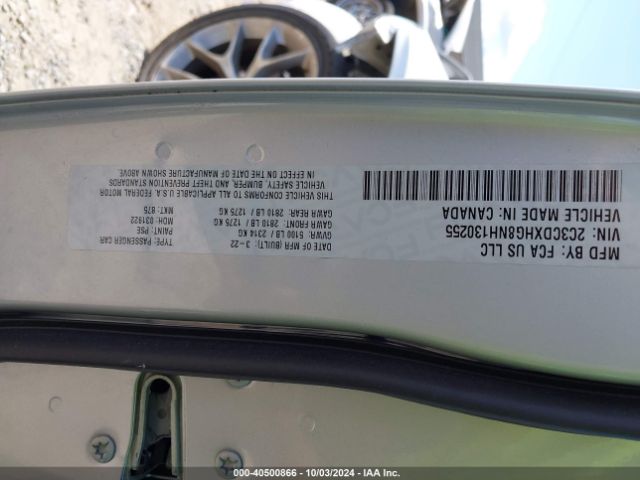 MFD BY: FCA US LLC
DATE OF MFR (BUILT): 3-22
GVWR: 5100 LB / 2314 KG
GAWR FRONT: 2810 LB / 1275 KG
GAWR REAR: 2810 LB / 1275 KG
TYPE: PASSENGER CAR
PAINT: PSE
MDH: 031922
MKT: 875
THIS VEHICLE CONFORMS TO ALL APPLICABLE U.S.A. FEDERAL MOTOR
VEHICLE SAFETY, BUMPER, AND THEFT PREVENTION STANDARDS
IN EFFECT ON THE DATE OF MANUFACTURE SHOWN ABOVE
VIN: 2C3CDXHG8NH130255
VEHICLE MADE IN: CANADA
000-40500866 - 10/03/2024 - IAA Inc.